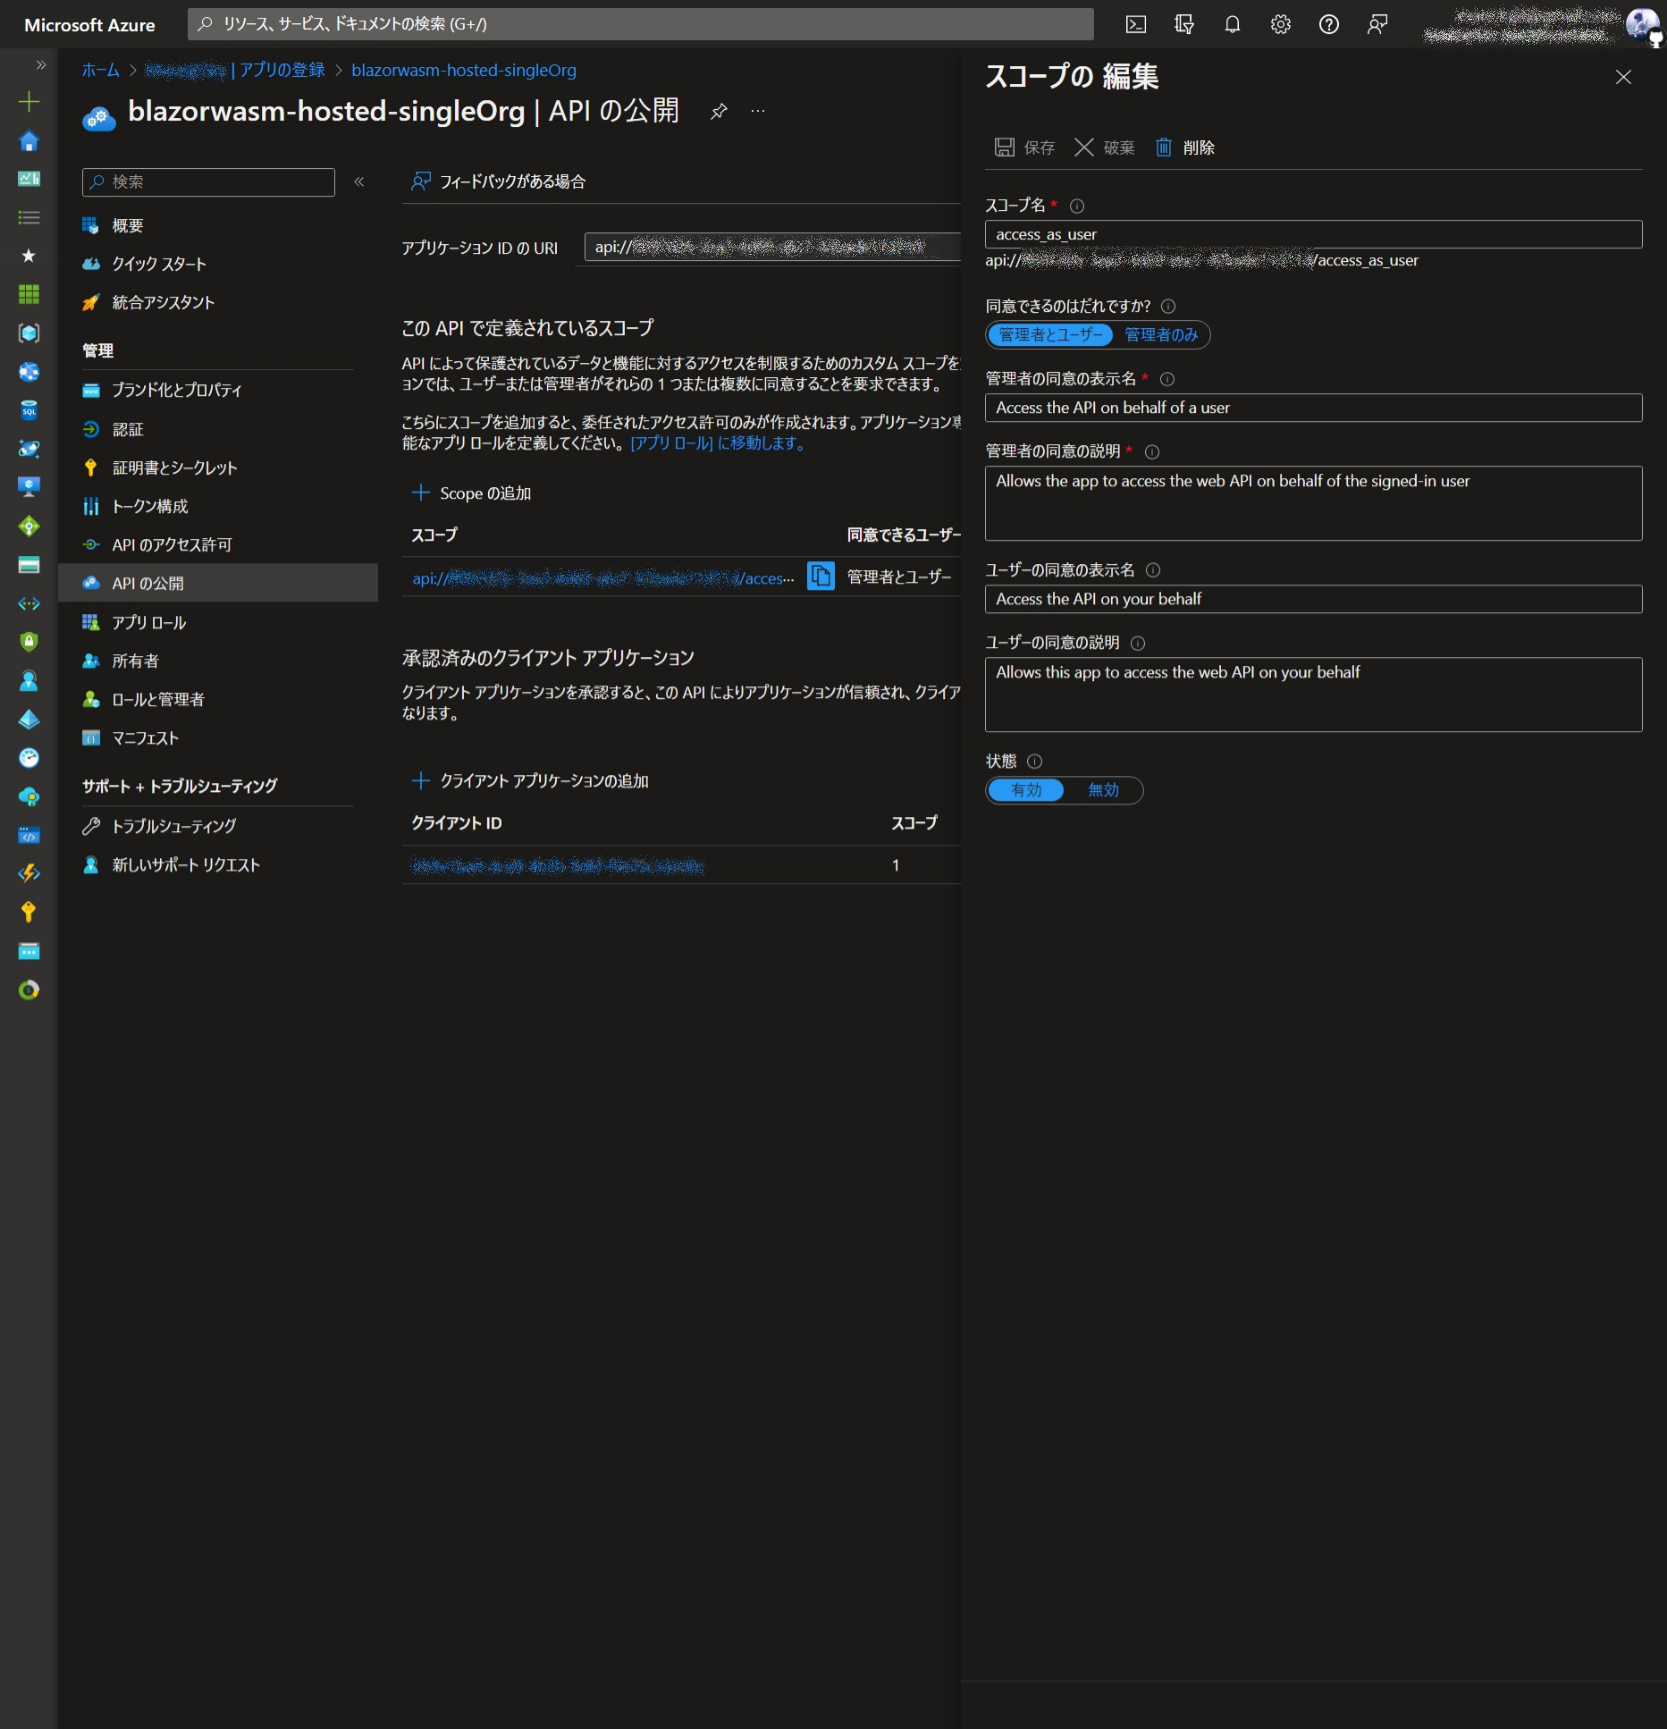 Microsoft Azure
リソース、サービス、ドキュメントの検索 (G+/)
ホーム > | アプリの登録 > blazorwasm-hosted-singleOrg
blazorwasm-hosted-singleOrg | API の公開
検索
概要
クイック スタート
統合アシスタント
管理
ブランド化とプロパティ
認証
証明書とシークレット
トークン構成
API のアクセス許可
API の公開
アプリ ロール
所有者
ロールと管理者
マニフェスト
サポート + トラブルシューティング
トラブルシューティング
新しいサポート リクエスト
フィードバックがある場合
アプリケーション ID の URI
api://
この API で定義されているスコープ
API によって保護されているデータと機能に対するアクセスを制限するためのカスタム スコープを
ョンでは、ユーザーまたは管理者がそれらの 1 つまたは複数に同意することを要求できます。
こちらにスコープを追加すると、委任されたアクセス許可のみが作成されます。アプリケーション専
能なアプリ ロールを定義してください。[アプリ ロール] に移動します。
Scope の追加
スコープ 同意できるユーザー
api:// /acces... 管理者とユーザー
承認済みのクライアント アプリケーション
クライアント アプリケーションを承認すると、この API によりアプリケーションが信頼され、クライア
なります。
クライアント アプリケーションの追加
クライアント ID スコープ
1
スコープの 編集
保存 破棄 削除
スコープ名 *
access_as_user
api:// /access_as_user
同意できるのはだれですか?
管理者とユーザー 管理者のみ
管理者の同意の表示名 *
Access the API on behalf of a user
管理者の同意の説明 *
Allows the app to access the web API on behalf of the signed-in user
ユーザーの同意の表示名
Access the API on your behalf
ユーザーの同意の説明
Allows this app to access the web API on your behalf
状態
有効 無効